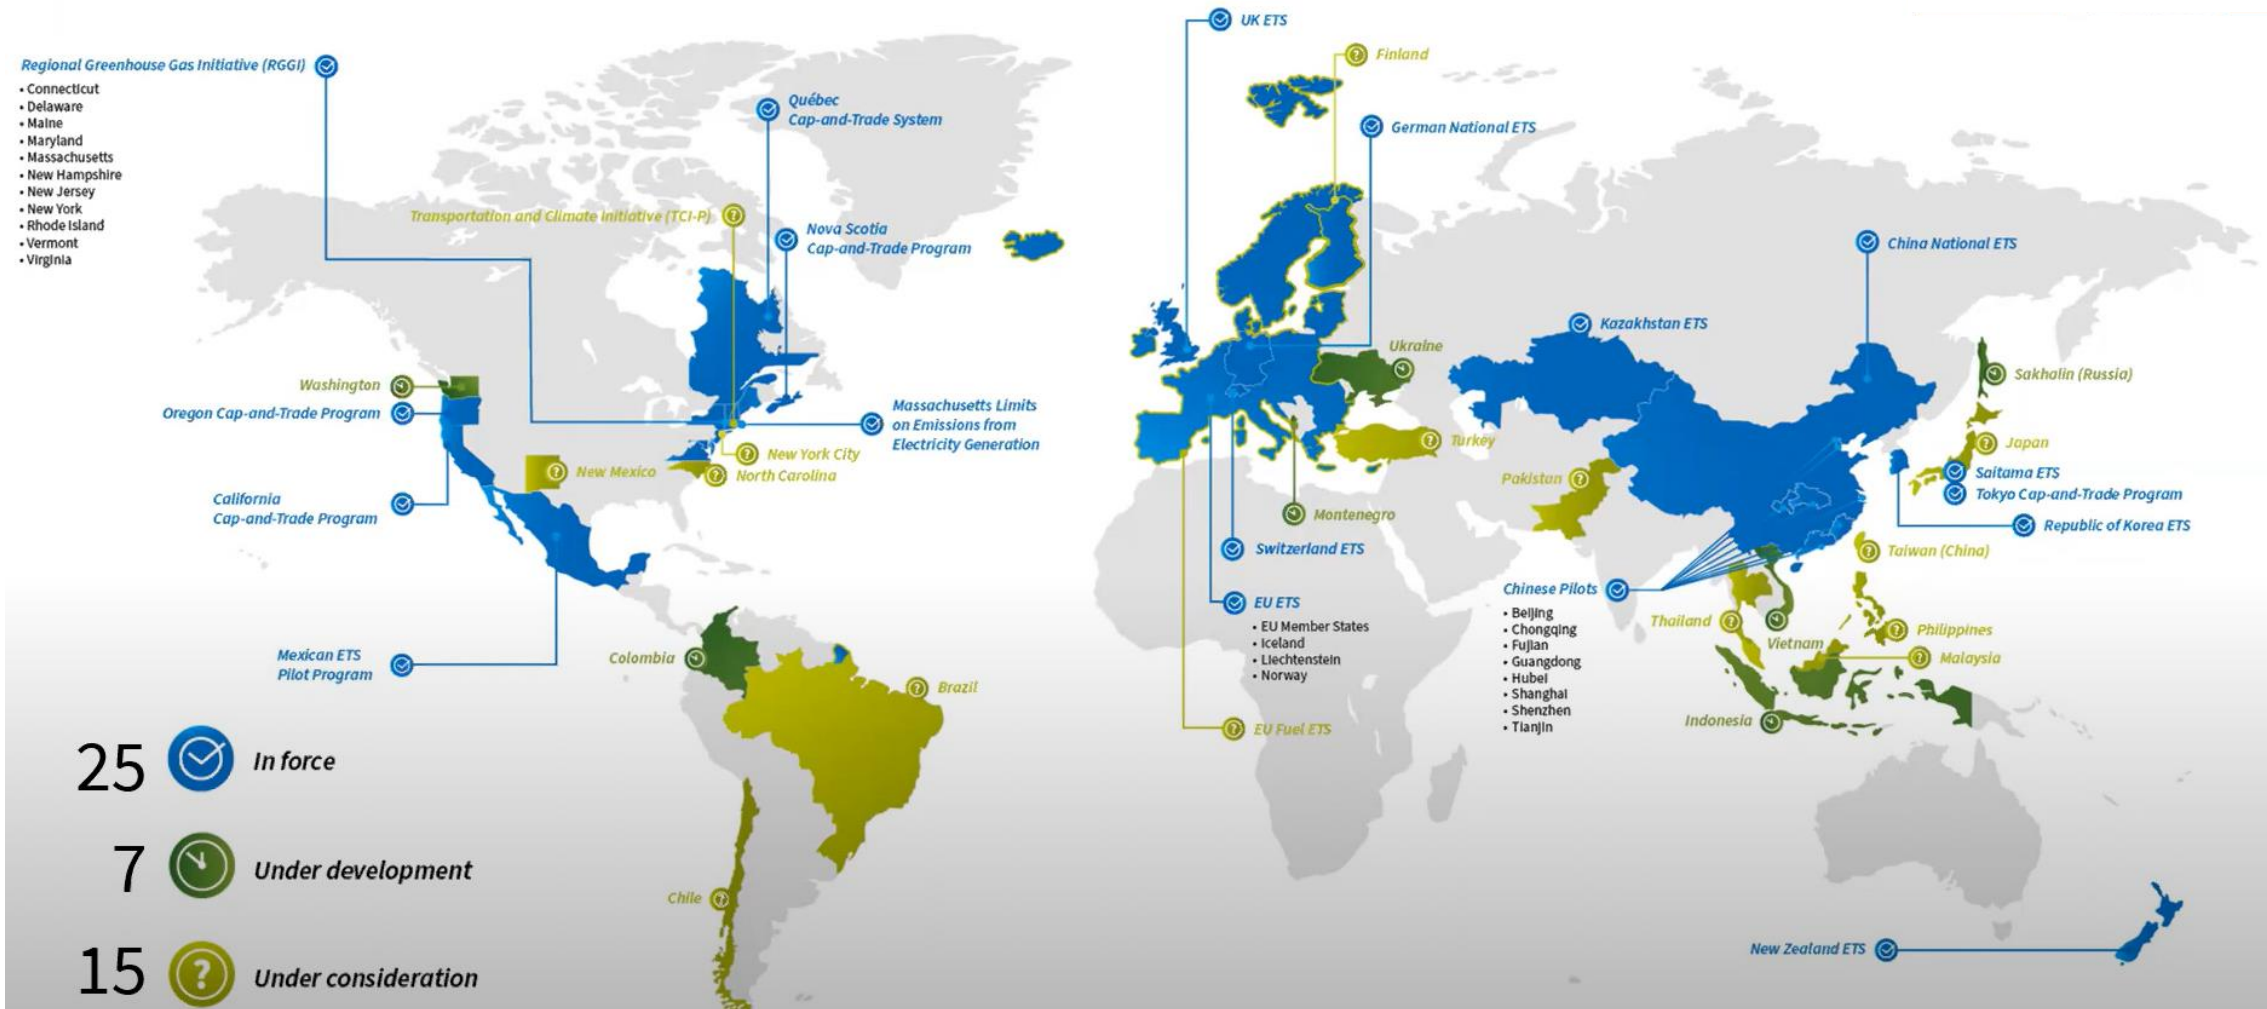 Regional Greenhouse Gas Initiative (RGGI)
• Connecticut
• Delaware
• Maine
• Maryland
• Massachusetts
• New Hampshire
• New Jersey
• New York
• Rhode Island
• Vermont
• Virginia
Québec
Cap-and-Trade System
Transportation and Climate Initiative (TCI-P)
Nova Scotia
Cap-and-Trade Program
Washington
Oregon Cap-and-Trade Program
California
Cap-and-Trade Program
New Mexico
Massachusetts Limits
on Emissions from
Electricity Generation
New York City
North Carolina
Mexican ETS
Pilot Program
Colombia
Brazil
Chile
UK ETS
Finland
German National ETS
Ukraine
Turkey
Montenegro
Switzerland ETS
EU ETS
• EU Member States
• Iceland
• Liechtenstein
• Norway
EU Fuel ETS
Kazakhstan ETS
China National ETS
Sakhalin (Russia)
Japan
Saitama ETS
Tokyo Cap-and-Trade Program
Republic of Korea ETS
Pakistan
Taiwan (China)
Chinese Pilots
• Beijing
• Chongqing
• Fujian
• Guangdong
• Hubei
• Shanghai
• Shenzhen
• Tianjin
Thailand
Vietnam
Philippines
Malaysia
Indonesia
New Zealand ETS
25 In force
7 Under development
15 Under consideration